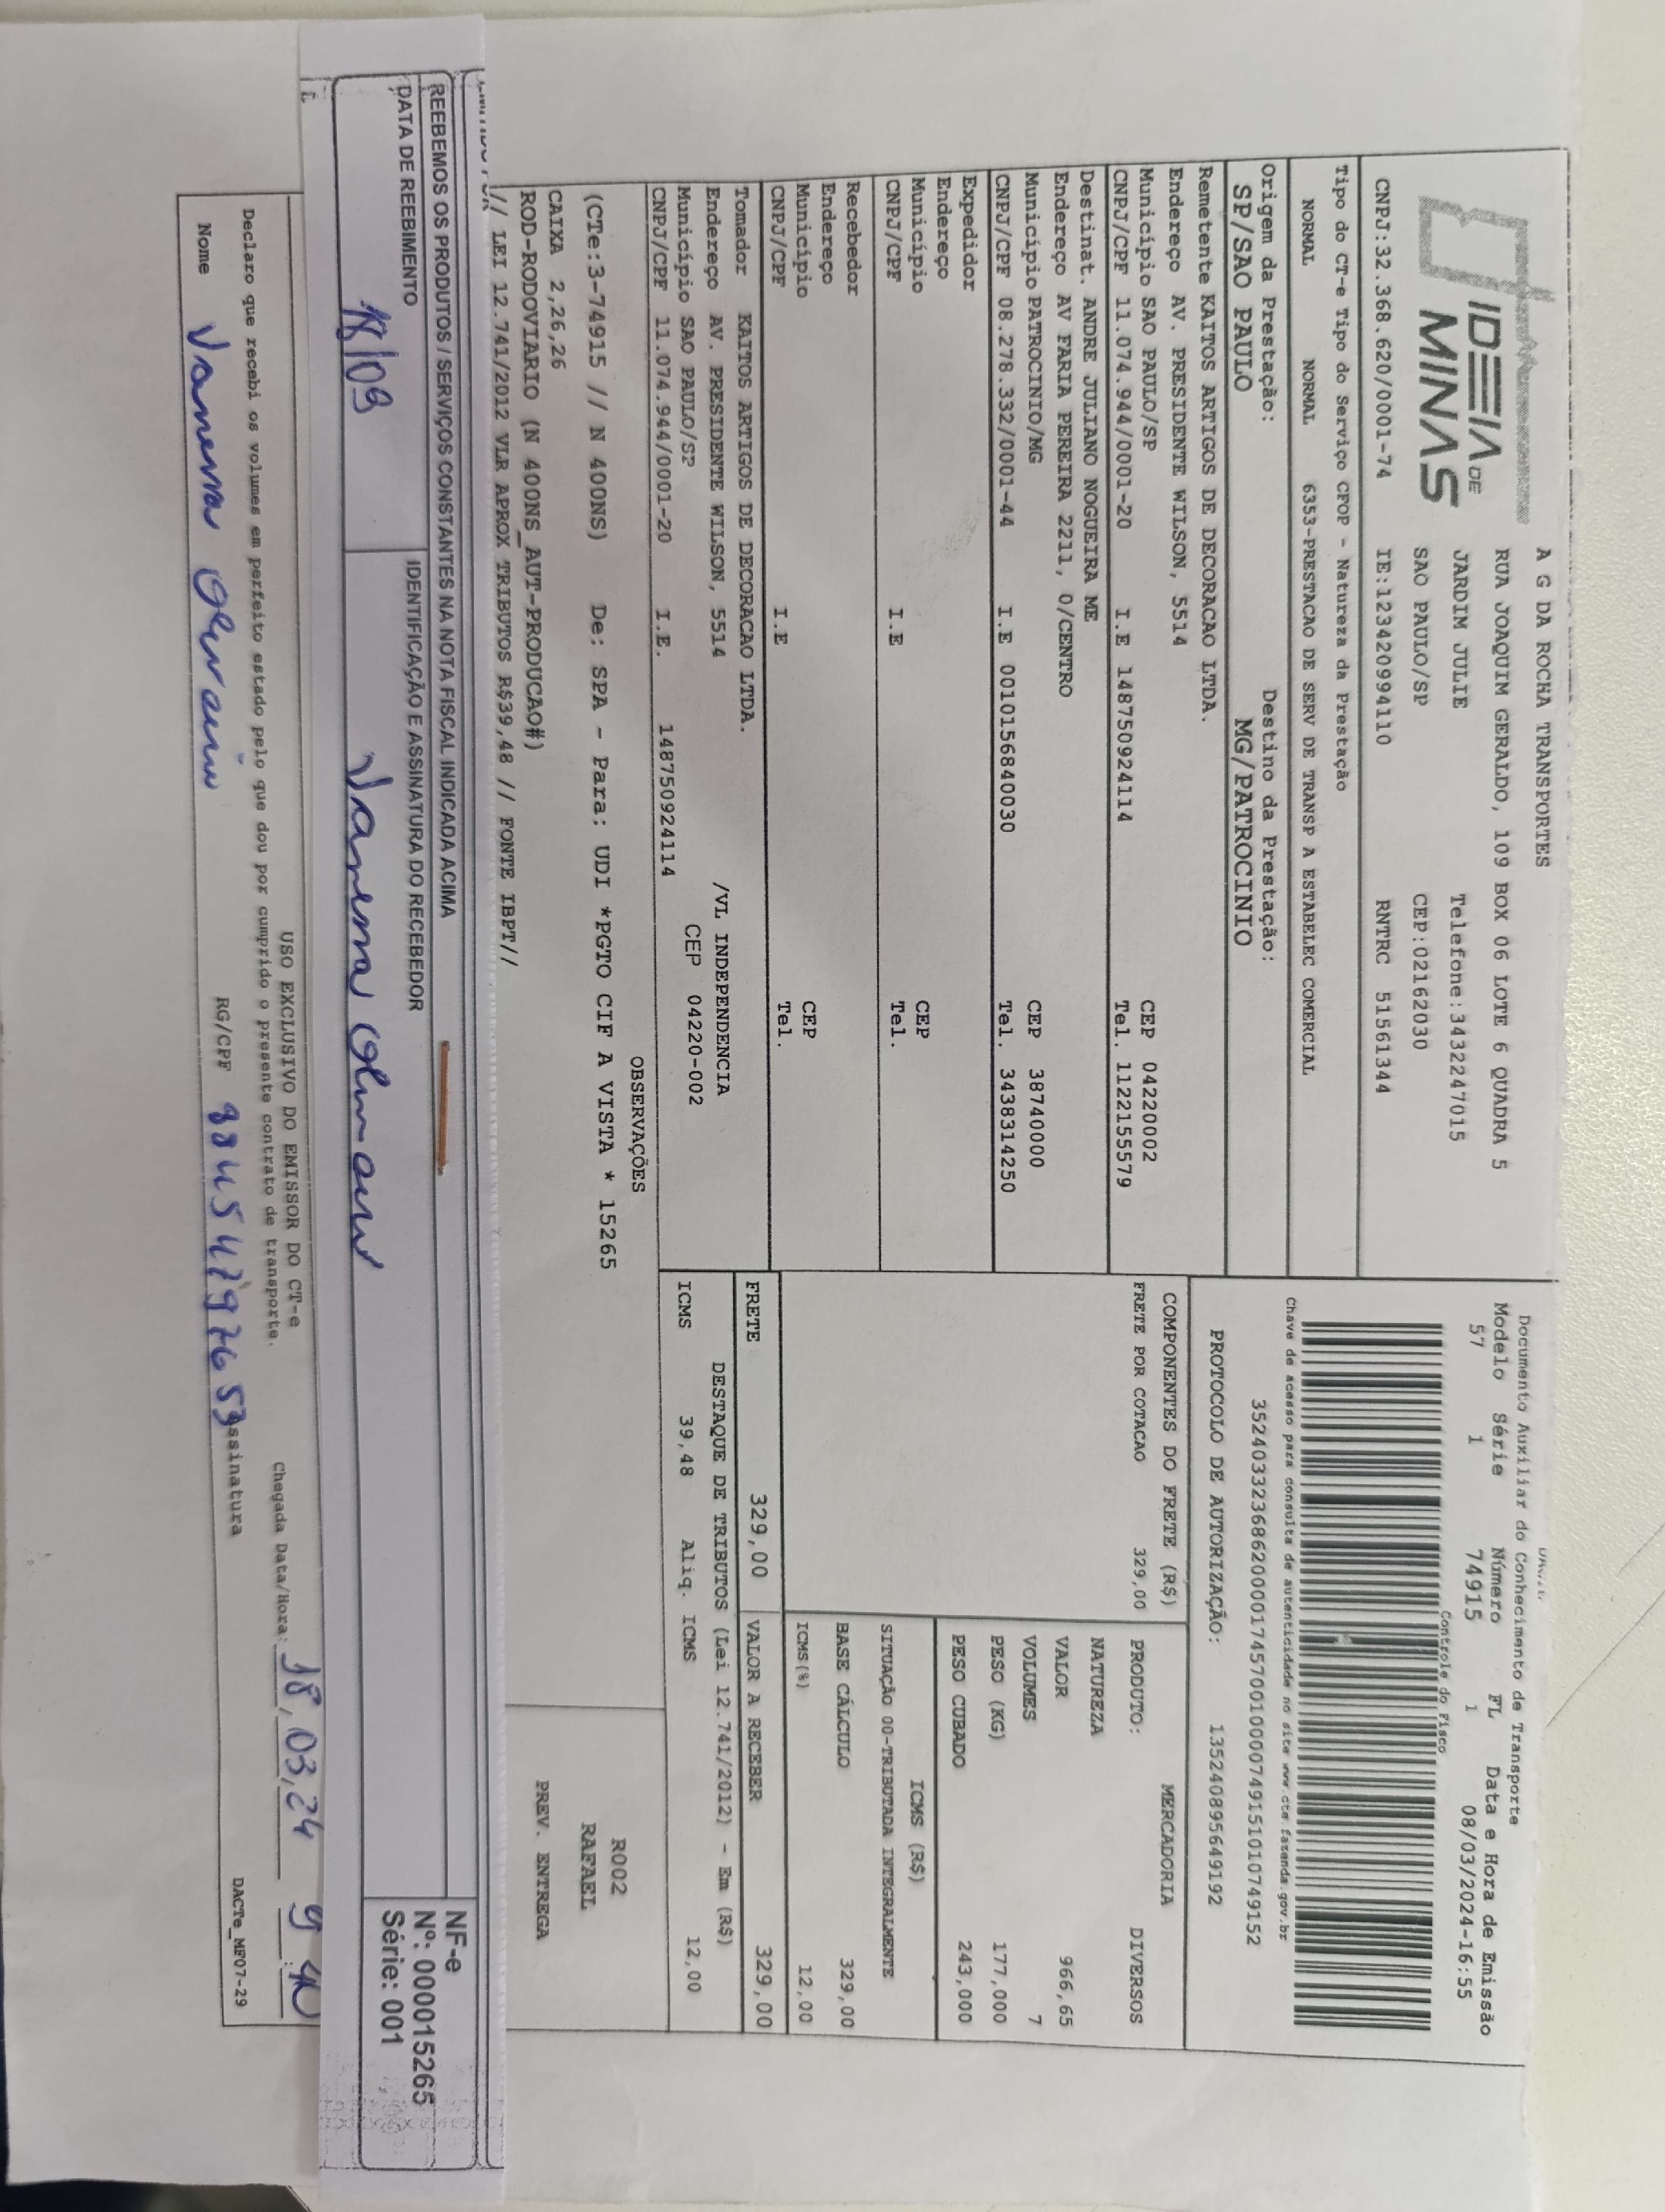 IDEIA DE
MINAS
A G DA ROCHA TRANSPORTES
RUA JOAQUIM GERALDO, 109 BOX 06 LOTE 6 QUADRA 5
JARDIM JULIE Telefone:3432247015
SAO PAULO/SP CEP:02162030
CNPJ:32.368.620/0001-74 IE:123420994110 RNTRC 51561344
Tipo do CT-e Tipo do Serviço CFOP - Natureza da Prestação
NORMAL NORMAL 6353-PRESTACAO DE SERV DE TRANSP A ESTABELEC COMERCIAL
Origem da Prestação: Destino da Prestação:
SP/SAO PAULO MG/PATROCINIO
Remetente KAITOS ARTIGOS DE DECORACAO LTDA.
Endereço AV. PRESIDENTE WILSON, 5514
Município SAO PAULO/SP CEP 04220002
CNPJ/CPF 11.074.944/0001-20 I.E 148750924114 Tel. 1122155579
Destinat. ANDRE JULIANO NOGUEIRA ME
Endereço AV FARIA PEREIRA 2211, 0/CENTRO
Município PATROCINIO/MG CEP 38740000
CNPJ/CPF 08.278.332/0001-44 I.E 0010156840030 Tel. 3438314250
Expedidor
Endereço
Município CEP
CNPJ/CPF I.E Tel.
Recebedor
Endereço
Município CEP
CNPJ/CPF I.E Tel.
Tomador KAITOS ARTIGOS DE DECORACAO LTDA.
Endereço AV. PRESIDENTE WILSON, 5514 /VL INDEPENDENCIA
Município SAO PAULO/SP CEP 04220-002
CNPJ/CPF 11.074.944/0001-20 I.E. 148750924114
Documento Auxiliar do Conhecimento de Transporte
Modelo Série Número FL Data e Hora de Emissão
57 1 74915 1 08/03/2024-16:55
Controle do Fisco
Chave de acesso para consulta de autenticidade no site www.cte.fazenda.gov.br
35240332368620000174570010000749151010749152
PROTOCOLO DE AUTORIZAÇÃO: 135240895649192
COMPONENTES DO FRETE (R$)
FRETE POR COTACAO 329,00
MERCADORIA
PRODUTO: DIVERSOS
NATUREZA
VALOR 966,65
VOLUMES 7
PESO (KG) 177,000
PESO CUBADO 243,000
ICMS (R$)
SITUAÇÃO 00-TRIBUTADA INTEGRALMENTE
BASE CÁLCULO 329,00
ICMS(%) 12,00
FRETE 329,00 VALOR A RECEBER 329,00
DESTAQUE DE TRIBUTOS (Lei 12.741/2012) - Em (R$)
ICMS 39,48 Aliq. ICMS 12,00
OBSERVAÇÕES
(CTe:3-74915 // N 400NS) De: SPA - Para: UDI *PGTO CIF A VISTA * 15265
CAIXA 2,26,26
ROD-RODOVIARIO (N 400NS_AUT-PRODUCAO#)
// LEI 12.741/2012 VLR APROX TRIBUTOS R$39,48 // FONTE IBPT//
R002
RAFAEL
PREV. ENTREGA
REEBEMOS OS PRODUTOS / SERVIÇOS CONSTANTES NA NOTA FISCAL INDICADA ACIMA
DATA DE REEBIMENTO IDENTIFICAÇÃO E ASSINATURA DO RECEBEDOR
18/03 Vanessa
NF-e
Nº: 000015265
Série: 001
USO EXCLUSIVO DO EMISSOR DO CT-e
Declaro que recebi os volumes em perfeito estado pelo que dou por cumprido o presente contrato de transporte.
Chegada Data/Hora: 18,03,24 9:40
Nome Vanessa RG/CPF Assinatura
DACTe_MF07-29